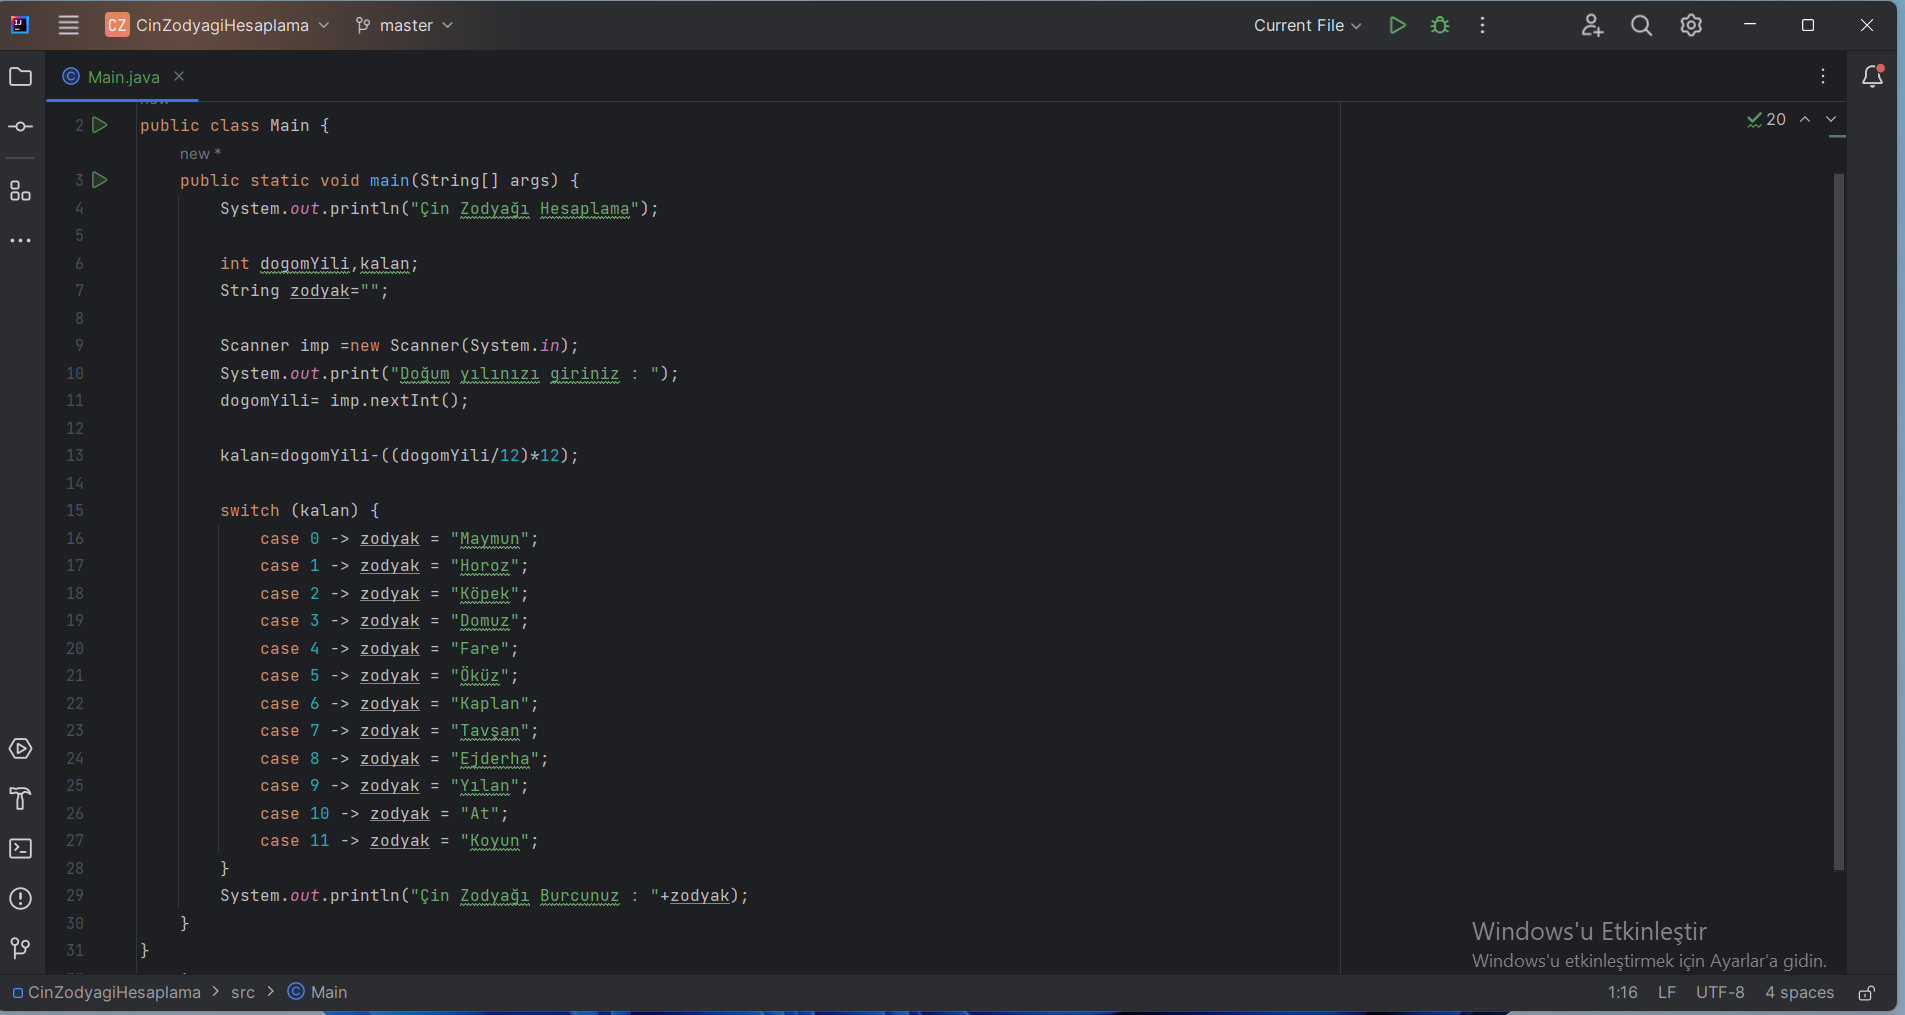 CZ CinZodyagiHesaplama master Current File
Main.java
2 public class Main {
new *
3 public static void main(String[] args) {
4 System.out.println("Çin Zodyağı Hesaplama");
5
6 int dogomYili,kalan;
7 String zodyak="";
8
9 Scanner imp =new Scanner(System.in);
10 System.out.print("Doğum yılınızı giriniz : ");
11 dogomYili= imp.nextInt();
12
13 kalan=dogomYili-((dogomYili/12)*12);
14
15 switch (kalan) {
16 case 0 -> zodyak = "Maymun";
17 case 1 -> zodyak = "Horoz";
18 case 2 -> zodyak = "Köpek";
19 case 3 -> zodyak = "Domuz";
20 case 4 -> zodyak = "Fare";
21 case 5 -> zodyak = "Öküz";
22 case 6 -> zodyak = "Kaplan";
23 case 7 -> zodyak = "Tavşan";
24 case 8 -> zodyak = "Ejderha";
25 case 9 -> zodyak = "Yılan";
26 case 10 -> zodyak = "At";
27 case 11 -> zodyak = "Koyun";
28 }
29 System.out.println("Çin Zodyağı Burcunuz : "+zodyak);
30 }
31 }
20
Windows'u Etkinleştir
Windows'u etkinleştirmek için Ayarlar'a gidin.
CinZodyagiHesaplama > src > Main
1:16 LF UTF-8 4 spaces